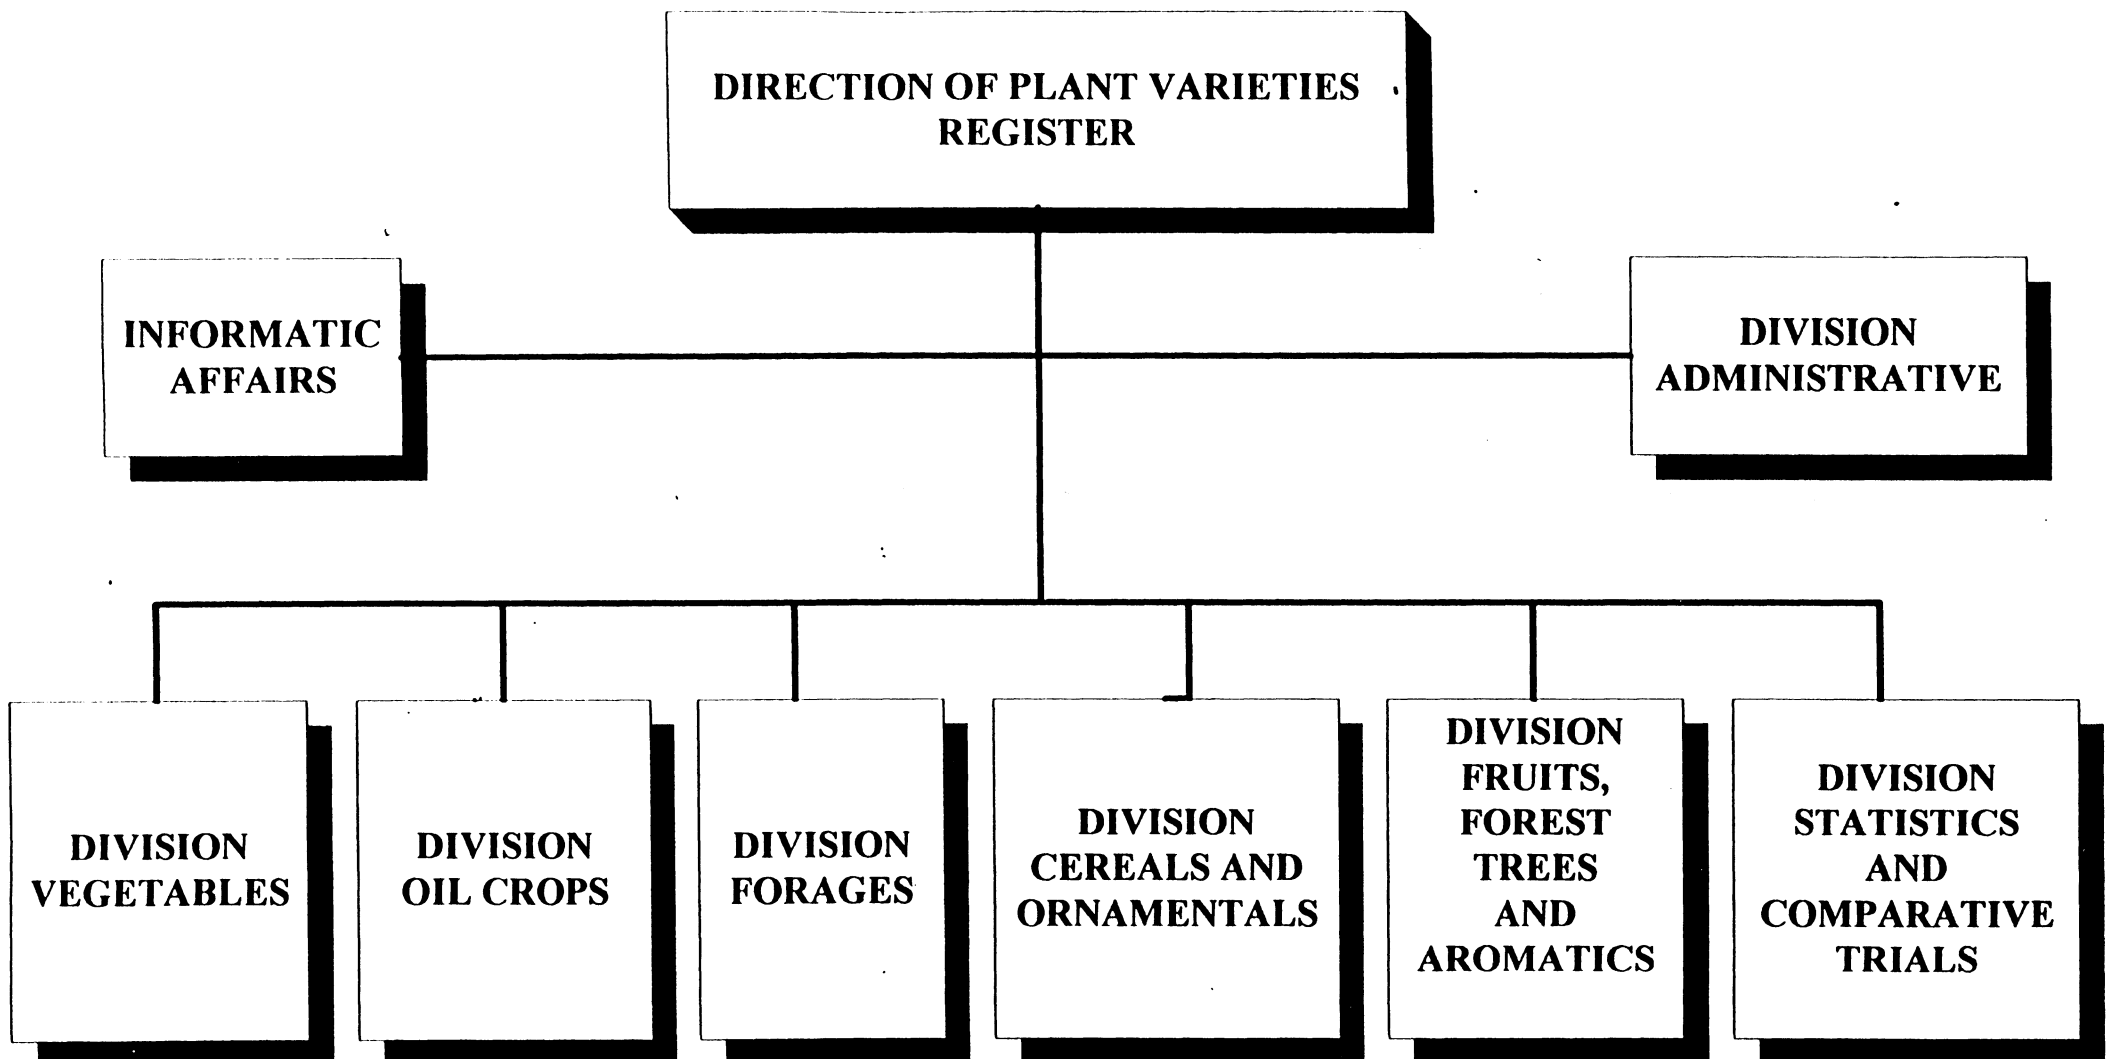 DIRECTION OF PLANT VARIETIES
REGISTER
INFORMATIC
AFFAIRS
DIVISION
ADMINISTRATIVE
DIVISION
VEGETABLES
DIVISION
OIL CROPS
DIVISION
FORAGES
DIVISION
CEREALS AND
ORNAMENTALS
DIVISION
FRUITS,
FOREST
TREES
AND
AROMATICS
DIVISION
STATISTICS
AND
COMPARATIVE
TRIALS